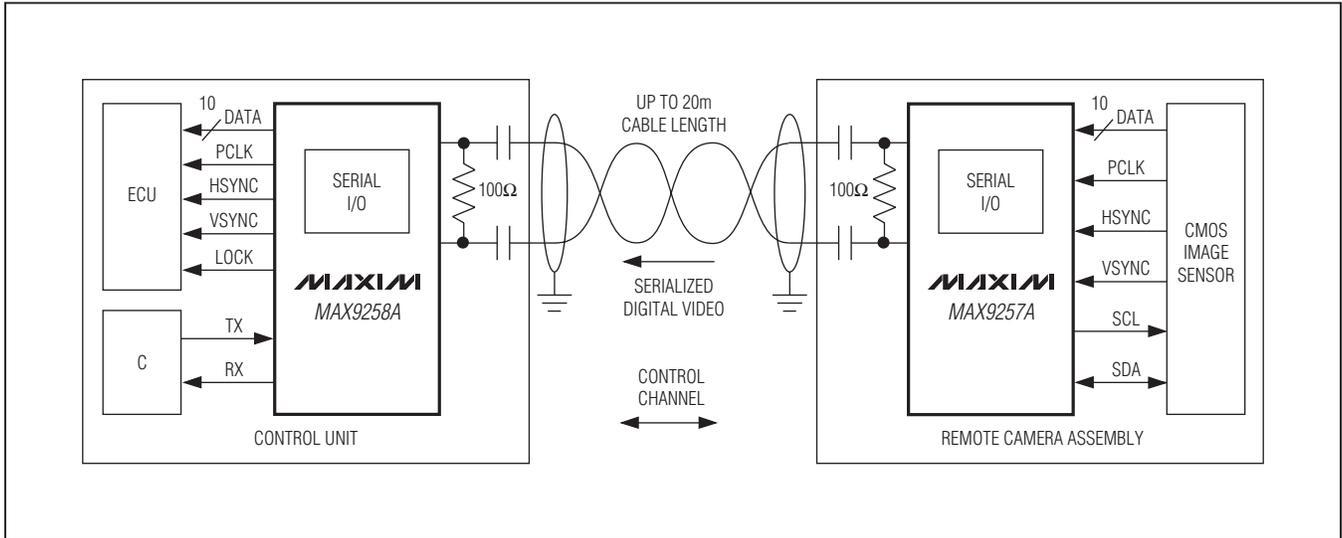 10
DATA
PCLK
HSYNC
VSYNC
LOCK
ECU
C
TX
RX
SERIAL
I/O
MAXIM
MAX9258A
CONTROL UNIT
100Ω
UP TO 20m
CABLE LENGTH
SERIALIZED
DIGITAL VIDEO
CONTROL
CHANNEL
100Ω
SERIAL
I/O
MAXIM
MAX9257A
10
DATA
PCLK
HSYNC
VSYNC
SCL
SDA
CMOS
IMAGE
SENSOR
REMOTE CAMERA ASSEMBLY